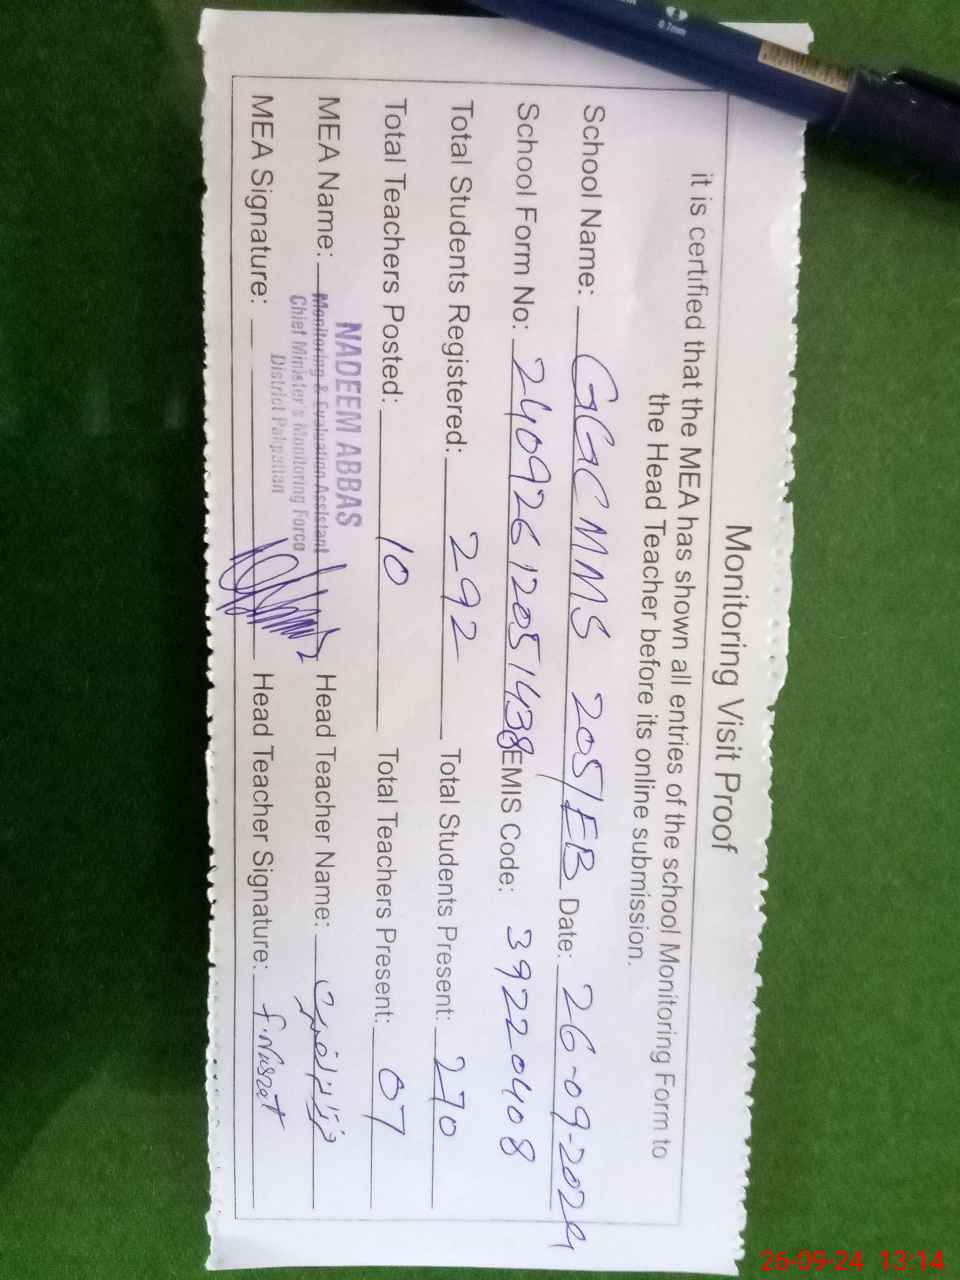 Monitoring Visit Proof
it is certified that the MEA has shown all entries of the school Monitoring Form to
the Head Teacher before its online submission.
School Name: GGCMMS 205/EB Date: 26-09-2024
School Form No: 24092612051438 EMIS Code: 39220408
Total Students Registered: 292 Total Students Present: 270
Total Teachers Posted: 10 Total Teachers Present: 07
NADEEM ABBAS
MEA Name: Monitoring & Evaluation Assistant Head Teacher Name:
Chief Minister's Monitoring Force
District Pakpattan
MEA Signature: Head Teacher Signature: F.Nusrat
0.7mm
26-09-24 13:14